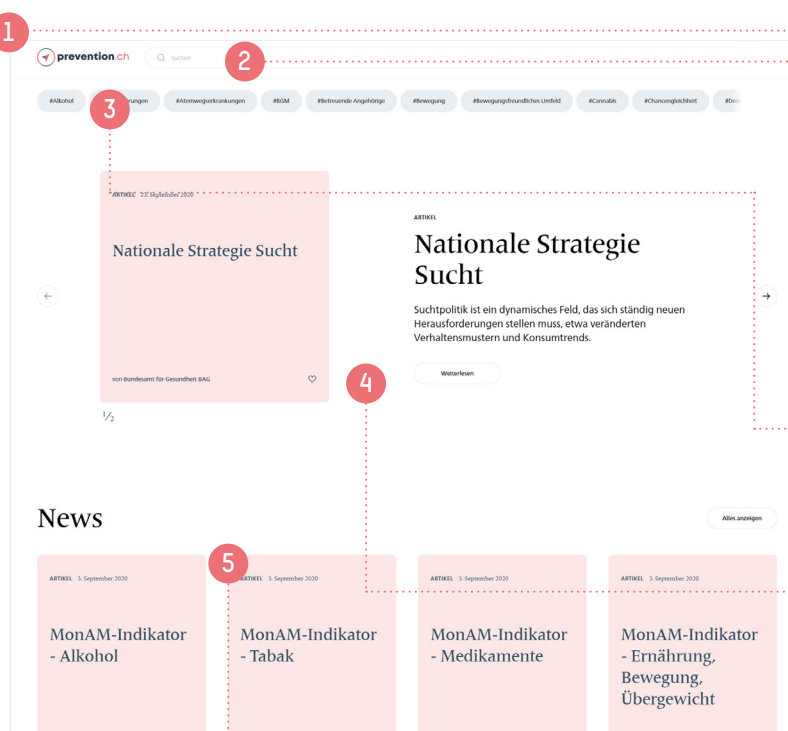 1
prevention.ch
Suchen
2
#Alkohol
#Atemwegserkrankungen
#BGM
#Betreuende Angehörige
#Bewegung
#Bewegungsfreundliches Umfeld
#Cannabis
#Chancengleichheit
3
ARTIKEL 23. September 2020
Nationale Strategie Sucht
von Bundesamt für Gesundheit BAG
1/2
ARTIKEL
Nationale Strategie
Sucht
Suchtpolitik ist ein dynamisches Feld, das sich ständig neuen
Herausforderungen stellen muss, etwa veränderten
Verhaltensmustern und Konsumtrends.
Weiterlesen
4
News
Alles anzeigen
5
ARTIKEL 3. September 2020
MonAM-Indikator
- Alkohol
ARTIKEL 3. September 2020
MonAM-Indikator
- Tabak
ARTIKEL 3. September 2020
MonAM-Indikator
- Medikamente
ARTIKEL 3. September 2020
MonAM-Indikator
- Ernährung,
Bewegung,
Übergewicht